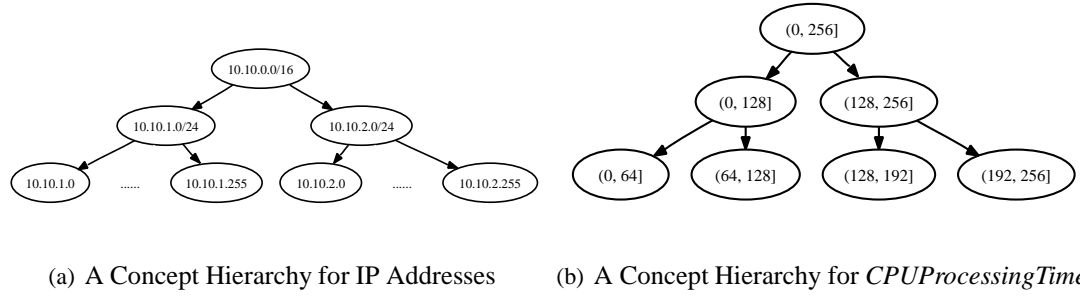 (0, 256]
10.10.0.0/16
(0, 128] (128, 256]
10.10.1.0/24 10.10.2.0/24
10.10.1.0 ...... 10.10.1.255 10.10.2.0 ...... 10.10.2.255
(0, 64] (64, 128] (128, 192] (192, 256]
(a) A Concept Hierarchy for IP Addresses
(b) A Concept Hierarchy for CPUProcessingTime